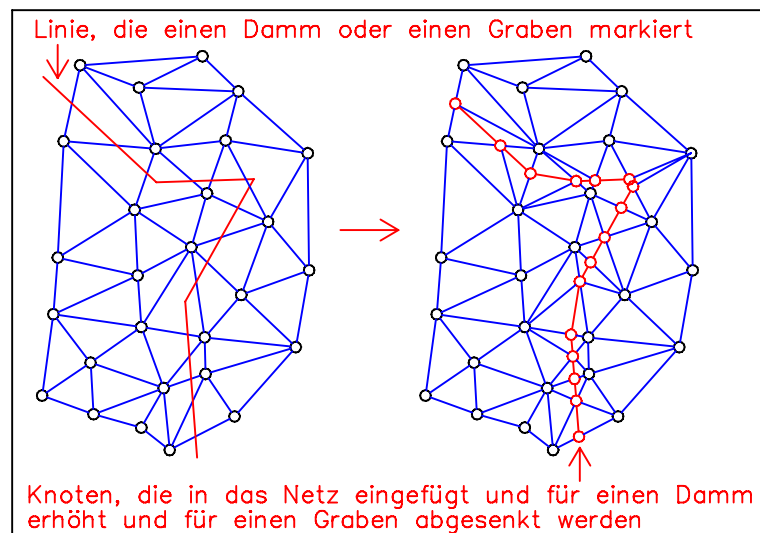 Linie, die einen Damm oder einen Graben markiert
Knoten, die in das Netz eingefügt und für einen Damm
erhöht und für einen Graben abgesenkt werden